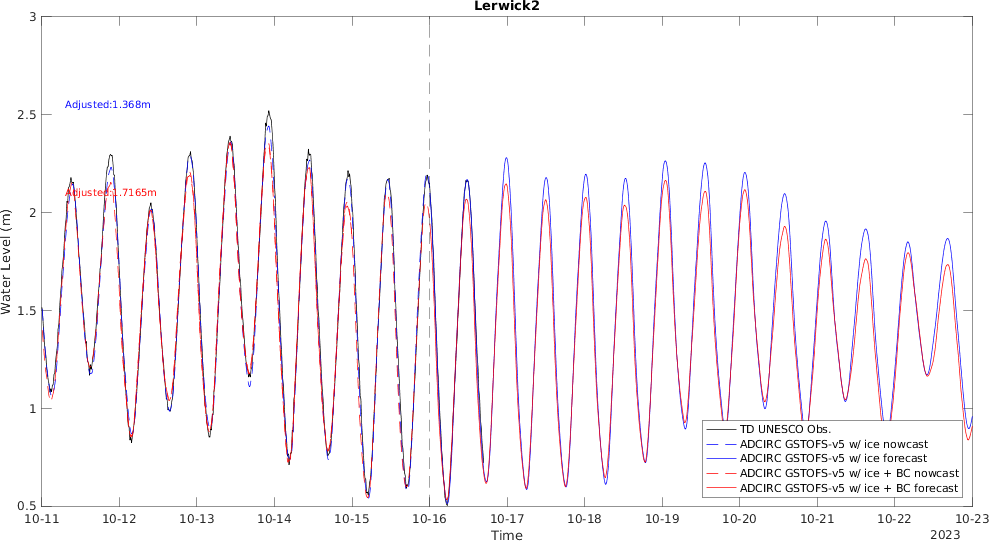 Lerwick2
3
2.5
2
1.5
1
0.5
Water Level (m)
Adjusted:1.368m
Adjusted:1.7165m
TD UNESCO Obs.
ADCIRC GSTOFS-v5 w/ ice nowcast
ADCIRC GSTOFS-v5 w/ ice forecast
ADCIRC GSTOFS-v5 w/ ice + BC nowcast
ADCIRC GSTOFS-v5 w/ ice + BC forecast
10-11 10-12 10-13 10-14 10-15 10-16 10-17 10-18 10-19 10-20 10-21 10-22 10-23
Time
2023